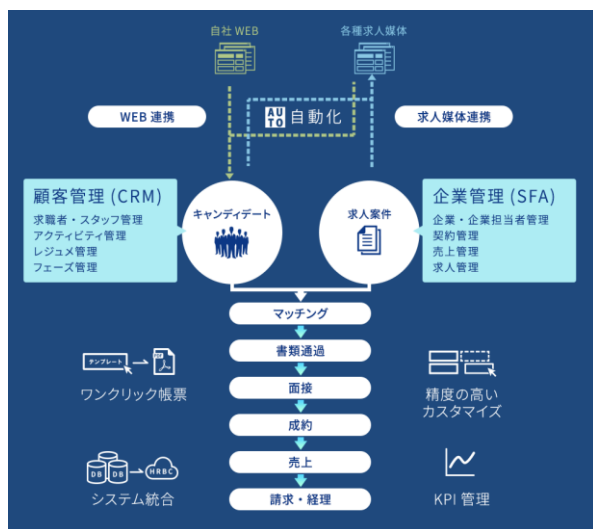 自社 WEB
各種求人媒体
WEB 連携
AUTO 自動化
求人媒体連携
顧客管理 (CRM)
求職者・スタッフ管理
アクティビティ管理
レジュメ管理
フェーズ管理
キャンディデート
求人案件
企業管理 (SFA)
企業・企業担当者管理
契約管理
売上管理
求人管理
マッチング
書類通過
面接
成約
売上
請求・経理
テンプレート
PDF
ワンクリック帳票
精度の高い
カスタマイズ
DB DB HRBC
システム統合
KPI 管理